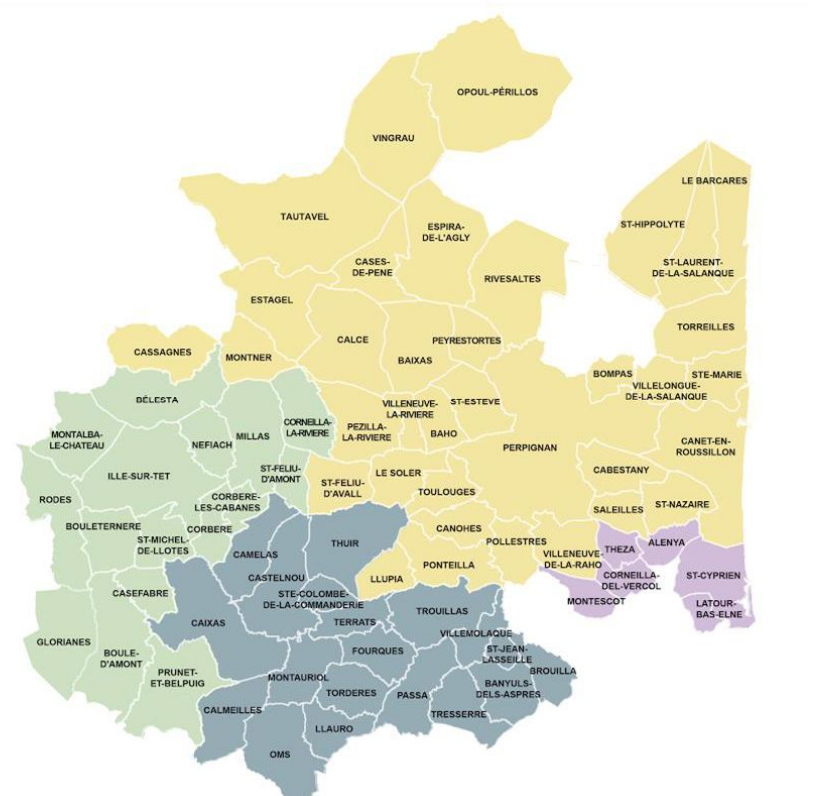 OPOUL-PÉRILLOS
VINGRAU
LE BARCARES
TAUTAVEL
ST-HIPPOLYTE
ESPIRA-
DE-L'AGLY
CASES-
DE-PENE
ST-LAURENT-
DE-LA-SALANQUE
RIVESALTES
ESTAGEL
TORREILLES
CALCE
PEYRESTORTES
CASSAGNES
MONTNER
BAIXAS
BOMPAS
STE-MARIE
VILLELONGUE-
DE-LA-SALANQUE
BÉLESTA
VILLENEUVE-
LA-RIVIERE
ST-ESTEVE
CORNEILLA-
LA-RIVIERE
PEZILLA-
LA-RIVIERE
BAHO
MONTALBA-
LE-CHATEAU
NEFIACH
MILLAS
PERPIGNAN
CANET-EN-
ROUSSILLON
ILLE-SUR-TET
ST-FELIU-
D'AMONT
ST-FELIU-
D'AVALL
LE SOLER
CABESTANY
TOULOUGES
RODES
CORBERE-
LES-CABANES
SALEILLES
ST-NAZAIRE
BOULETERNERE
CORBERE
CANOHES
ST-MICHEL-
DE-LLOTES
THUIR
POLLESTRES
THEZA
ALENYA
CAMELAS
VILLENEUVE-
DE-LA-RAHO
PONTEILLA
CASTELNOU
LLUPIA
CORNEILLA-
DEL-VERCOL
ST-CYPRIEN
CASEFABRE
STE-COLOMBE-
DE-LA-COMMANDERIE
MONTESCOT
LATOUR-
BAS-ELNE
CAIXAS
TERRATS
TROUILLAS
VILLEMOLAQUE
GLORIANES
BOULE-
D'AMONT
FOURQUES
ST-JEAN-
LASSEILLE
PRUNET-
ET-BELPUIG
MONTAURIOL
BROUILLA
TORDERES
PASSA
BANYULS-
DELS-ASPRES
CALMEILLES
TRESSERRE
LLAURO
OMS